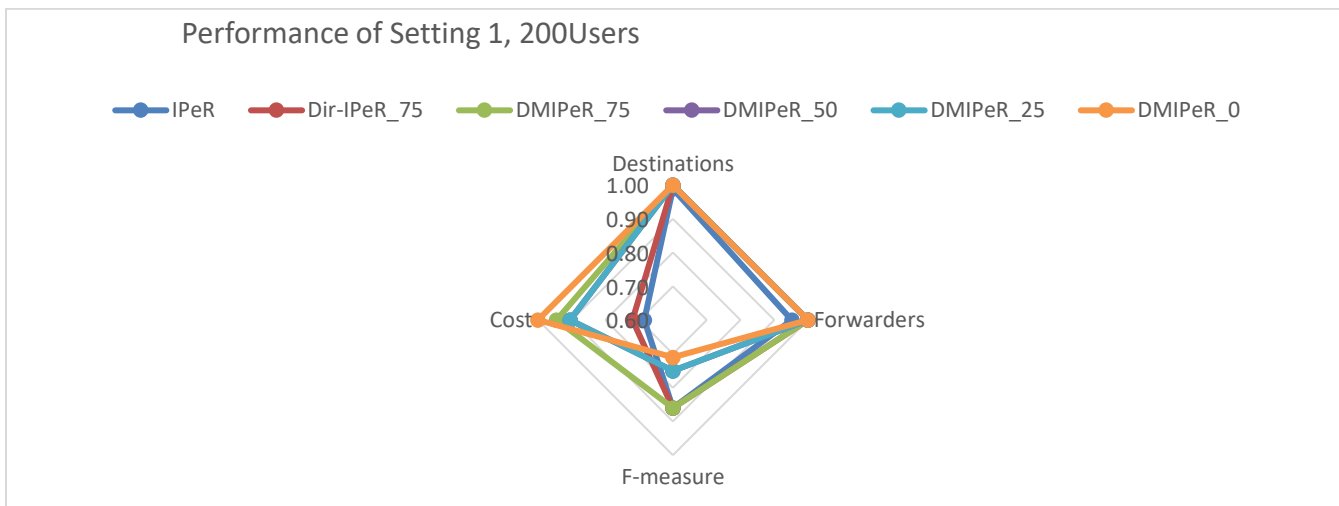 Performance of Setting 1, 200Users
IPeR Dir-IPeR_75 DMIPeR_75 DMIPeR_50 DMIPeR_25 DMIPeR_0
Destinations
1.00
0.90
0.80
0.70
Cost 0.60 Forwarders
F-measure